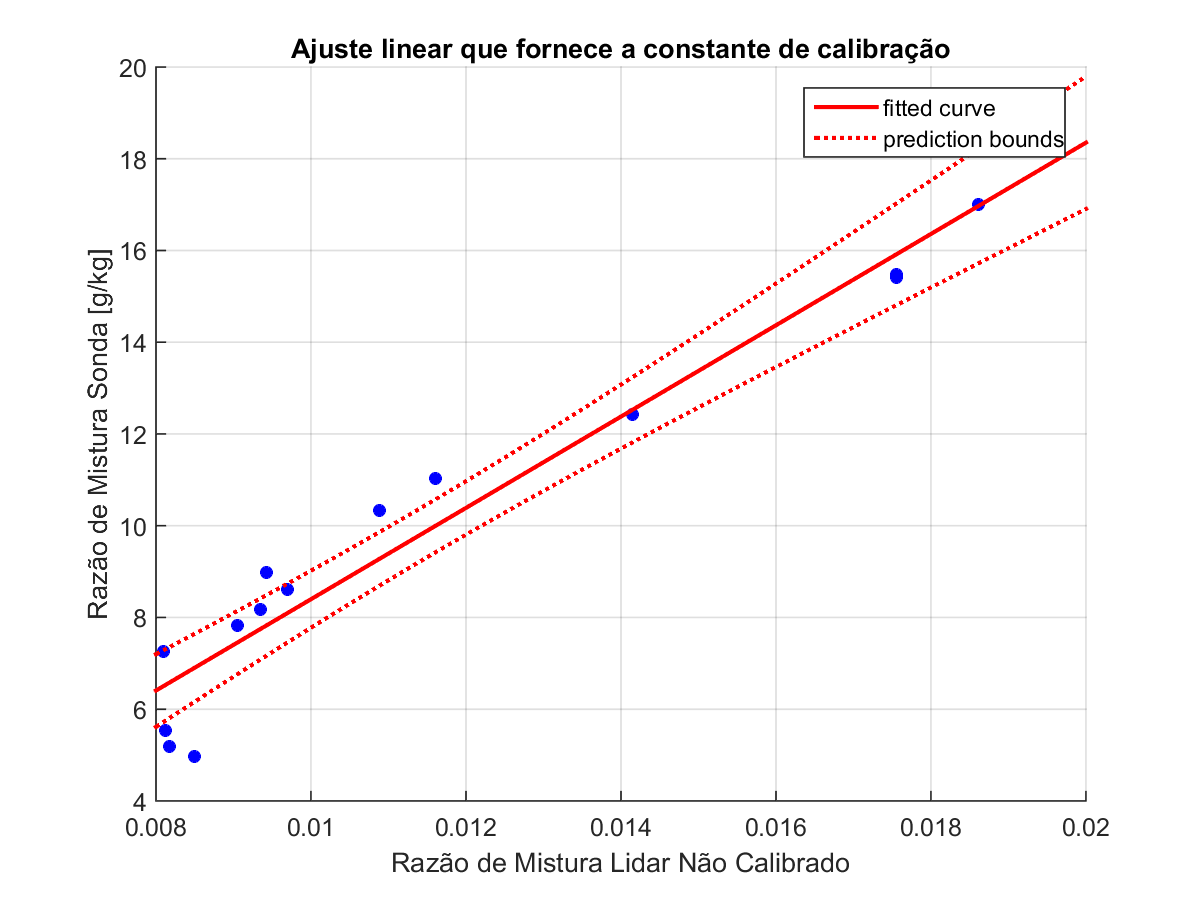 Ajuste linear que fornece a constante de calibração
20
18
16
14
12
10
8
6
4
fitted curve
prediction bounds
Razão de Mistura Sonda [g/kg]
0.008 0.01 0.012 0.014 0.016 0.018 0.02
Razão de Mistura Lidar Não Calibrado